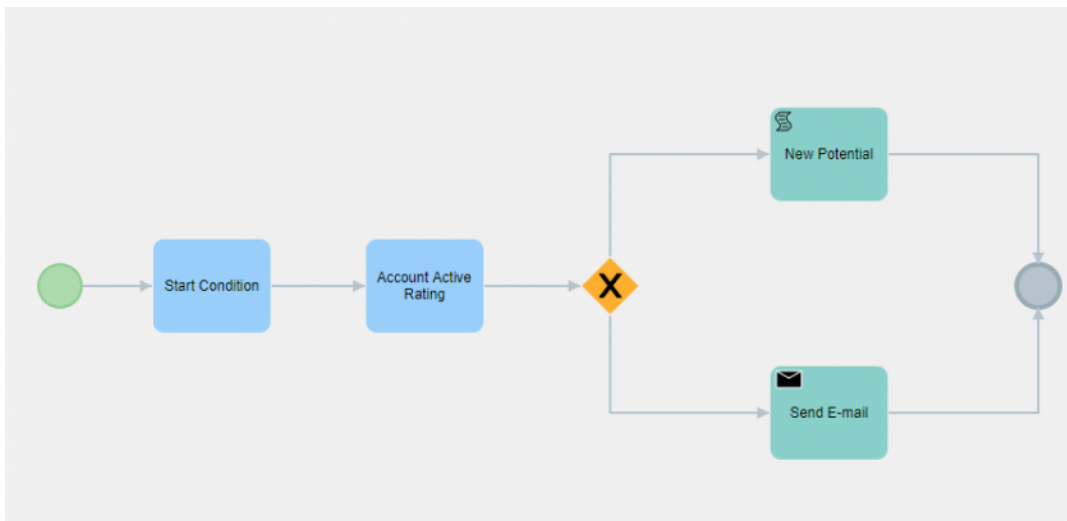 Start Condition
Account Active
Rating
X
New Potential
Send E-mail